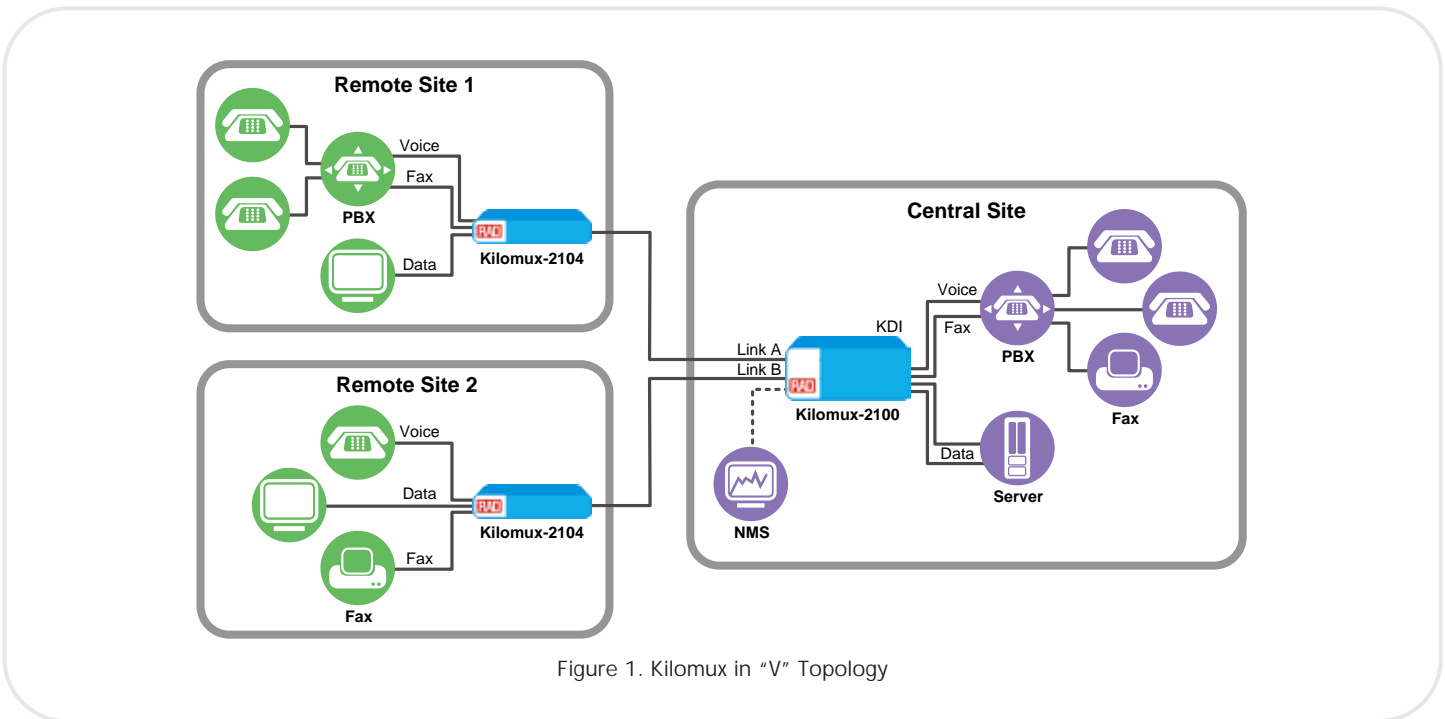 Remote Site 1
Voice
Fax
PBX
RAD
Kilomux-2104
Data
Remote Site 2
Voice
Data
RAD
Kilomux-2104
Fax
Fax
Central Site
Voice
KDI
Fax
PBX
Link A
Link B
RAD
Kilomux-2100
Fax
Data
Server
NMS
Figure 1. Kilomux in “V” Topology